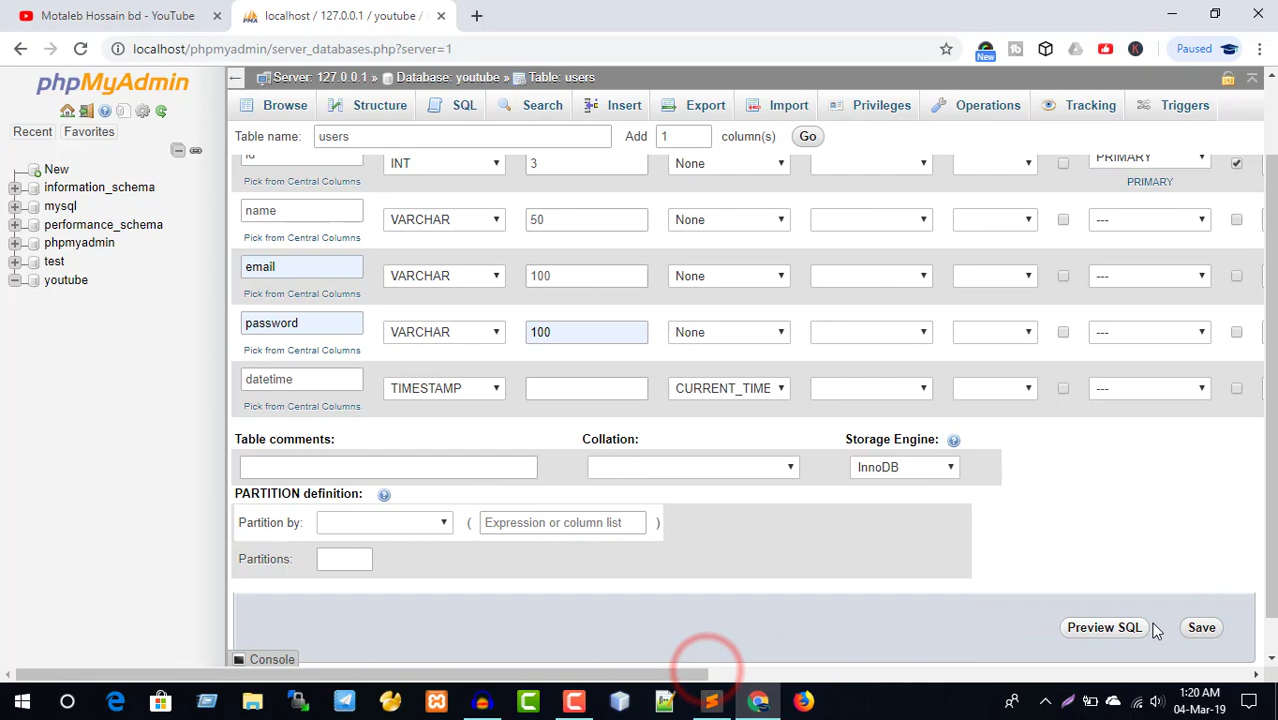 Motaleb Hossain bd - YouTube
localhost / 127.0.0.1 / youtube /
localhost/phpmyadmin/server_databases.php?server=1
New
Paused
phpMyAdmin
Recent
Favorites
New
information_schema
mysql
performance_schema
phpmyadmin
test
youtube
Server: 127.0.0.1 » Database: youtube » Table: users
Browse Structure SQL Search Insert Export Import Privileges Operations Tracking Triggers
Table name: users Add 1 column(s) Go
id INT 3 None PRIMARY
Pick from Central Columns PRIMARY
name VARCHAR 50 None ---
Pick from Central Columns
email VARCHAR 100 None ---
Pick from Central Columns
password VARCHAR 100 None ---
Pick from Central Columns
datetime TIMESTAMP CURRENT_TIME ---
Pick from Central Columns
Table comments: Collation: Storage Engine:
InnoDB
PARTITION definition:
Partition by: ( Expression or column list )
Partitions:
Preview SQL Save
Console
1:20 AM
04-Mar-19